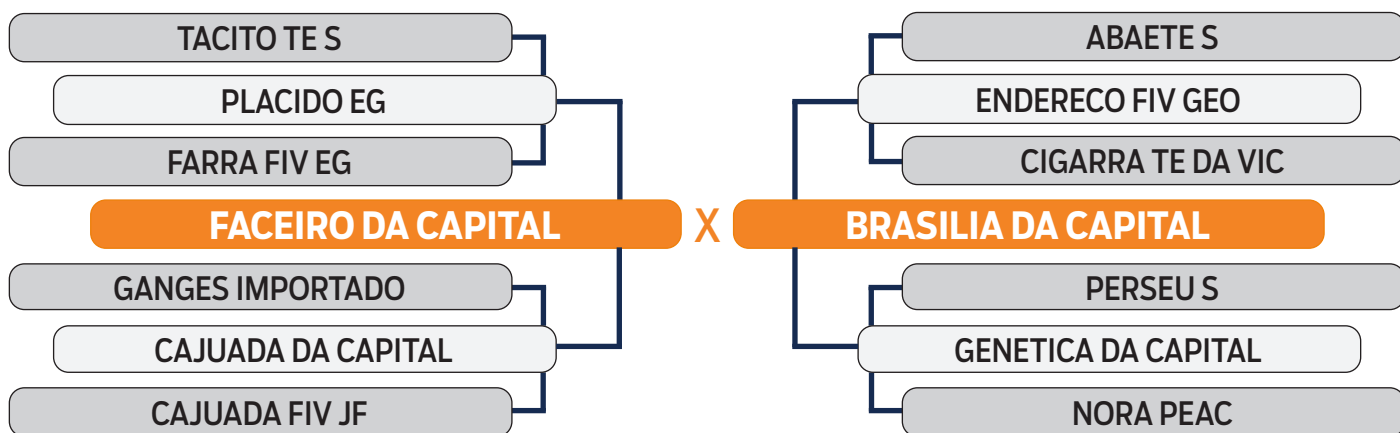 TACITO TE S
PLACIDO EG
FARRA FIV EG
FACEIRO DA CAPITAL
GANGES IMPORTADO
CAJUADA DA CAPITAL
CAJUADA FIV JF
X
ABAETE S
ENDERECO FIV GEO
CIGARRA TE DA VIC
BRASILIA DA CAPITAL
PERSEU S
GENETICA DA CAPITAL
NORA PEAC